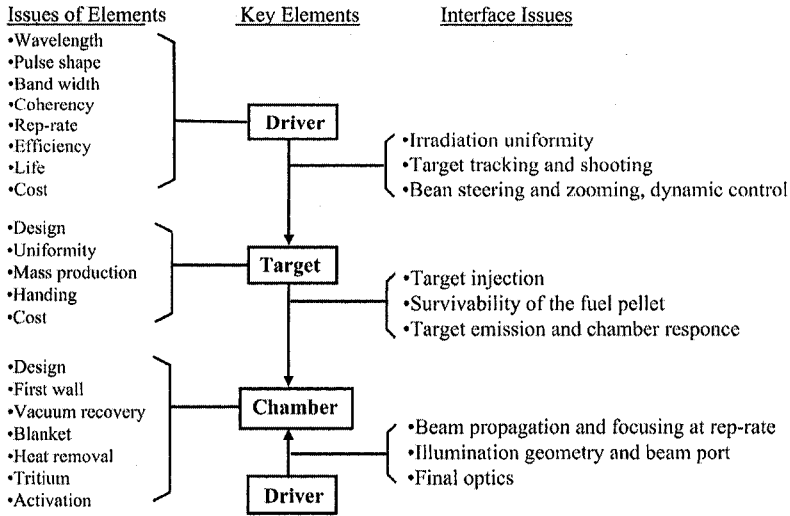 Issues of Elements
Key Elements
Interface Issues
•Wavelength
•Pulse shape
•Band width
•Coherency
•Rep-rate
•Efficiency
•Life
•Cost
Driver
•Irradiation uniformity
•Target tracking and shooting
•Bean steering and zooming, dynamic control
•Design
•Uniformity
•Mass production
•Handing
•Cost
Target
•Target injection
•Survivability of the fuel pellet
•Target emission and chamber responce
•Design
•First wall
•Vacuum recovery
•Blanket
•Heat removal
•Tritium
•Activation
Chamber
•Beam propagation and focusing at rep-rate
•Illumination geometry and beam port
•Final optics
Driver